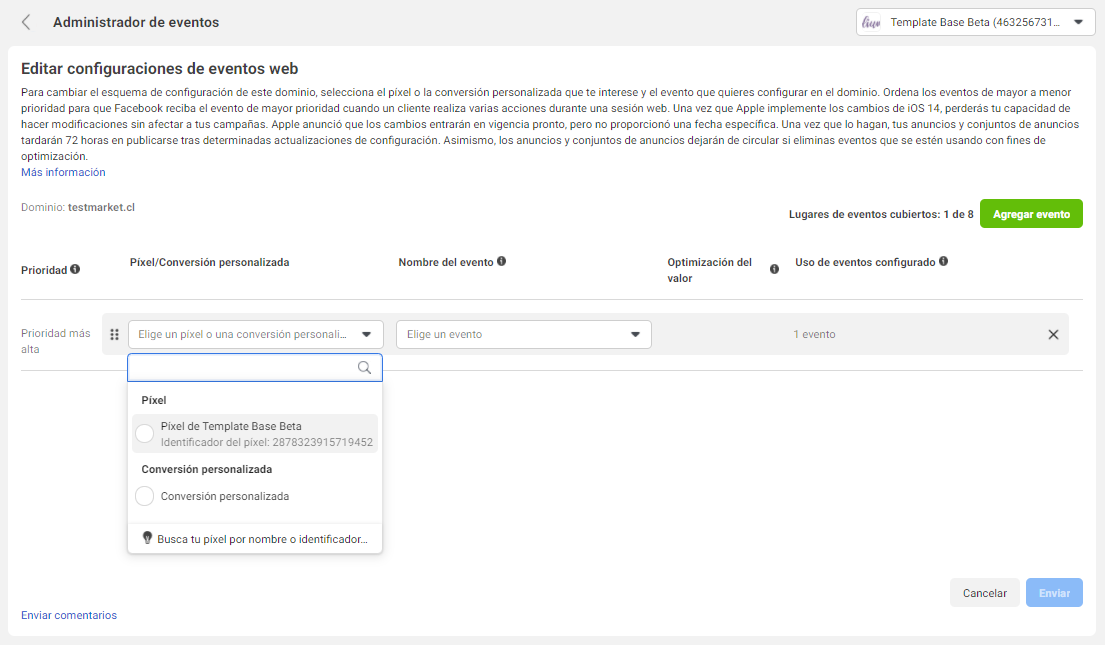 Administrador de eventos
liüv Template Base Beta (463256731...
Editar configuraciones de eventos web
Para cambiar el esquema de configuración de este dominio, selecciona el píxel o la conversión personalizada que te interese y el evento que quieres configurar en el dominio. Ordena los eventos de mayor a menor
prioridad para que Facebook reciba el evento de mayor prioridad cuando un cliente realiza varias acciones durante una sesión web. Una vez que Apple implemente los cambios de iOS 14, perderás tu capacidad de
hacer modificaciones sin afectar a tus campañas. Apple anunció que los cambios entrarán en vigencia pronto, pero no proporcionó una fecha específica. Una vez que lo hagan, tus anuncios y conjuntos de anuncios
tardarán 72 horas en publicarse tras determinadas actualizaciones de configuración. Asimismo, los anuncios y conjuntos de anuncios dejarán de circular si eliminas eventos que se estén usando con fines de
optimización.
Más información
Dominio: testmarket.cl
Lugares de eventos cubiertos: 1 de 8 Agregar evento
Prioridad
Píxel/Conversión personalizada
Nombre del evento
Optimización del
valor
Uso de eventos configurado
Prioridad más
alta
Elige un píxel o una conversión personali...
Elige un evento
1 evento
Píxel
Píxel de Template Base Beta
Identificador del píxel: 2878323915719452
Conversión personalizada
Conversión personalizada
Busca tu píxel por nombre o identificador...
Cancelar
Enviar
Enviar comentarios